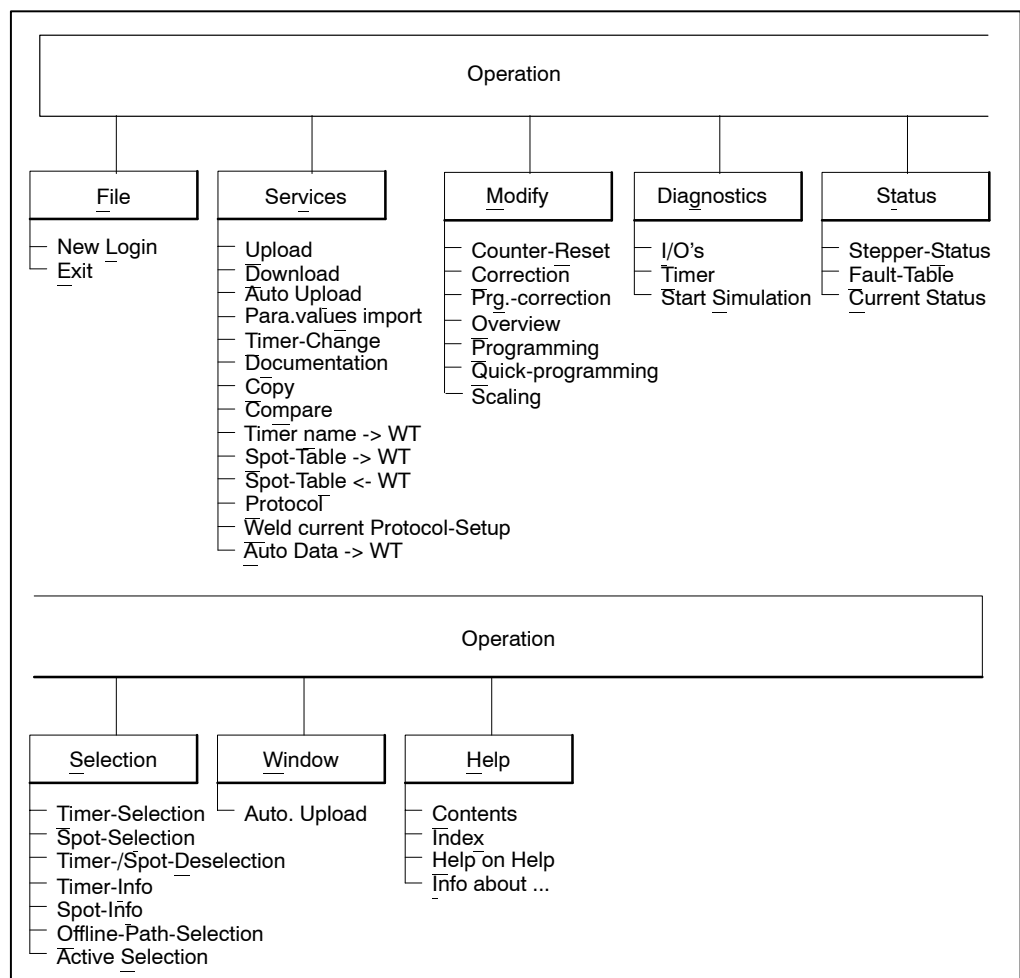 Operation
File
New Login
Exit
Services
Upload
Download
Auto Upload
Para.values import
Timer-Change
Documentation
Copy
Compare
Timer name -> WT
Spot-Table -> WT
Spot-Table <- WT
Protocol
Weld current Protocol-Setup
Auto Data -> WT
Modify
Counter-Reset
Correction
Prg.-correction
Overview
Programming
Quick-programming
Scaling
Diagnostics
I/O's
Timer
Start Simulation
Status
Stepper-Status
Fault-Table
Current Status
Operation
Selection
Timer-Selection
Spot-Selection
Timer-/Spot-Deselection
Timer-Info
Spot-Info
Offline-Path-Selection
Active Selection
Window
Auto. Upload
Help
Contents
Index
Help on Help
Info about ...